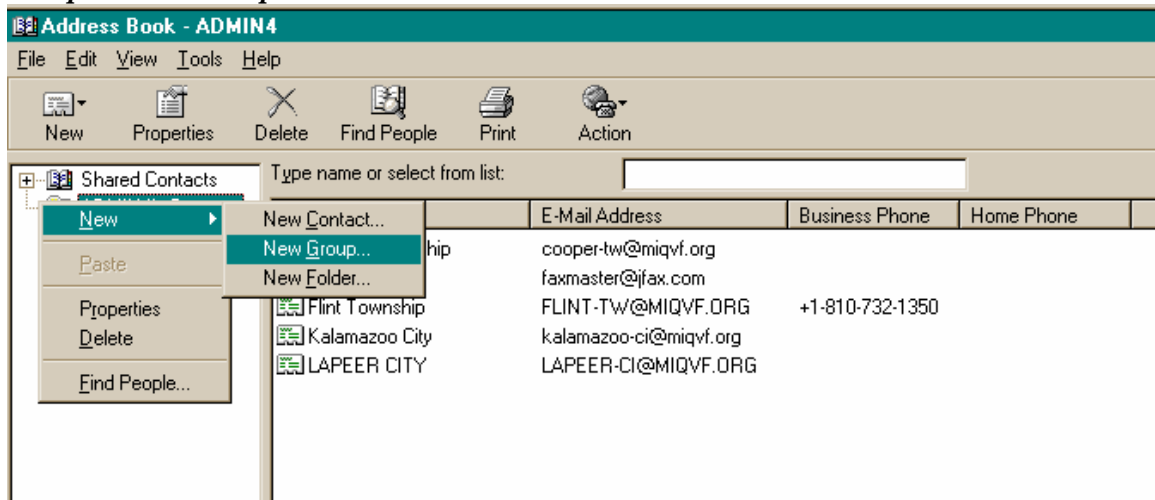 Address Book - ADMIN4
File Edit View Tools Help
New Properties Delete Find People Print Action
Shared Contacts
Type name or select from list:
E-Mail Address Business Phone Home Phone
New
Paste
Properties
Delete
Find People...
New Contact...
New Group...
New Folder...
hip cooper-tw@miqvf.org
faxmaster@jfax.com
Flint Township FLINT-TW@MIQVF.ORG +1-810-732-1350
Kalamazoo City kalamazoo-ci@miqvf.org
LAPEER CITY LAPEER-CI@MIQVF.ORG